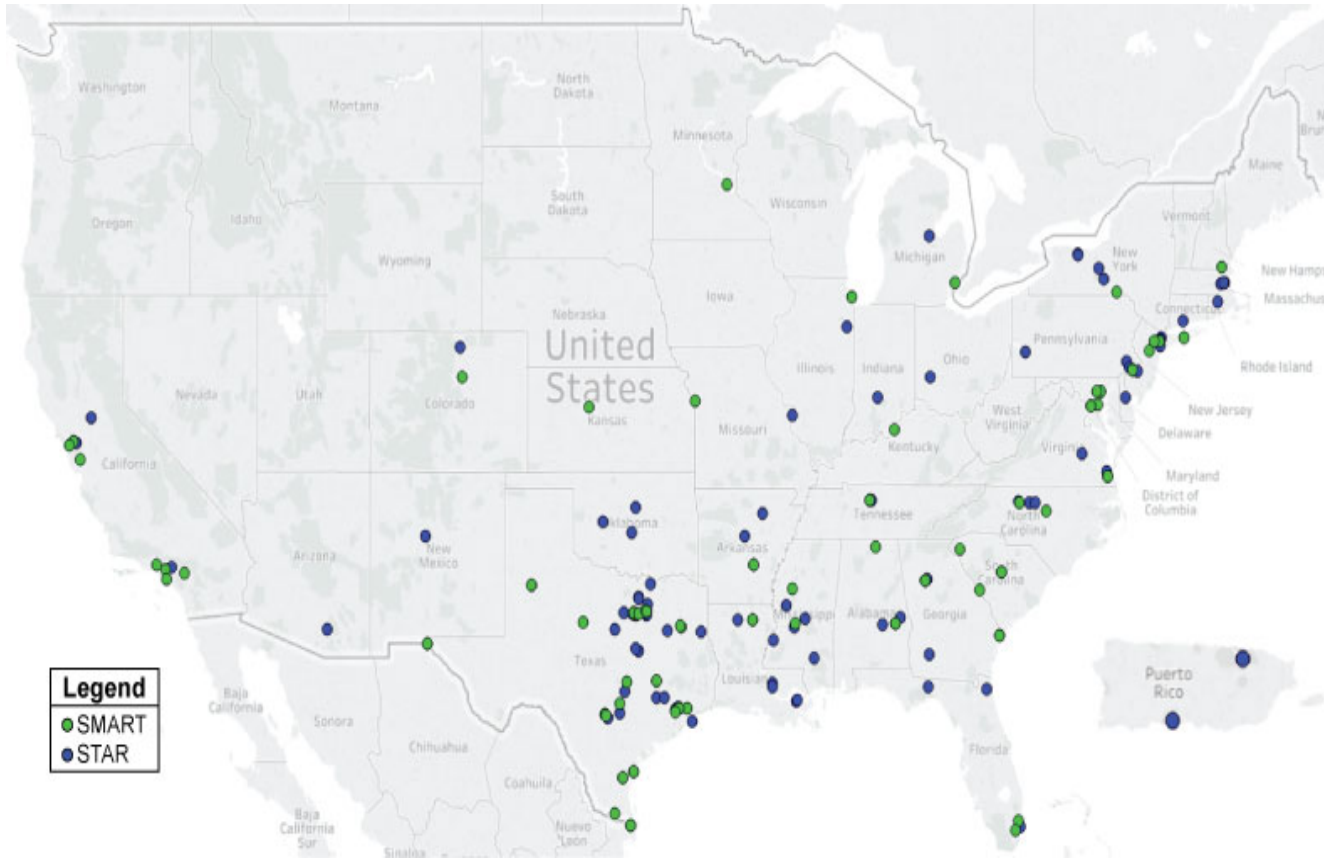 Washington
Montana
North
Dakota
Minnesota
Maine
Oregon
Idaho
South
Dakota
Wisconsin
Vermont
Michigan
New
York
Wyoming
New Hamp
Massachus
Iowa
Connecticut
Nebraska
Pennsylvania
Rhode Island
United
States
Illinois
Indiana
Ohio
Nevada
Utah
Colorado
Kansas
Missouri
West
Virginia
New Jersey
Delaware
California
Kentucky
Virginia
Maryland
District of
Columbia
Oklahoma
Tennessee
North
Carolina
Arizona
New
Mexico
Arkansas
South
Carolina
Mississippi
Alabama
Georgia
Texas
Louisiana
Puerto
Rico
Legend
SMART
STAR
Baja
California
Sonora
Chihuahua
Florida
Coahuila
Baja
California
Sur
Nuevo
Leon
Sinaloa